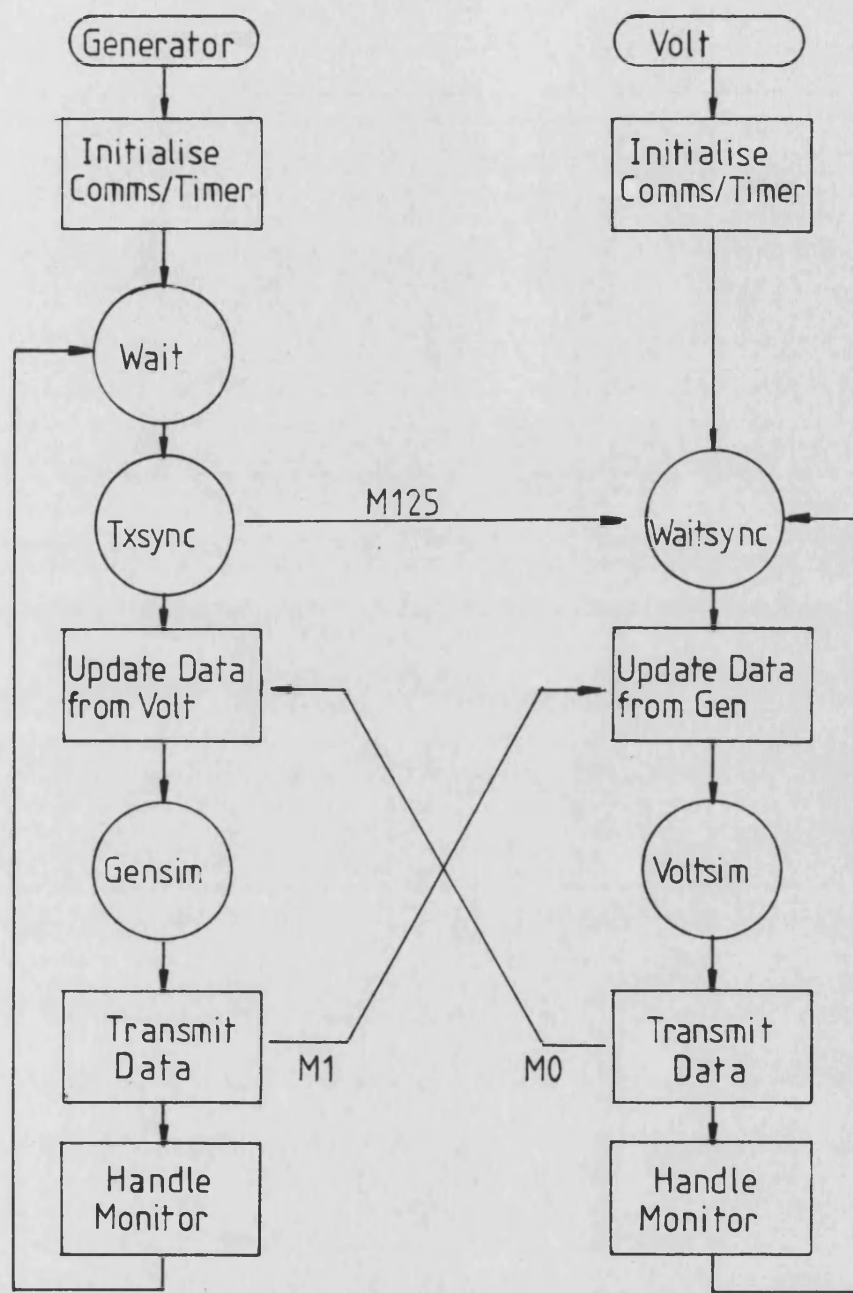 Generator
Initialise
Comms/Timer
Wait
Txsync
Update Data
from Volt
Gensim
Transmit
Data
Handle
Monitor
M125
M1
M0
Volt
Initialise
Comms/Timer
Waitsync
Update Data
from Gen
Voltsim
Transmit
Data
Handle
Monitor